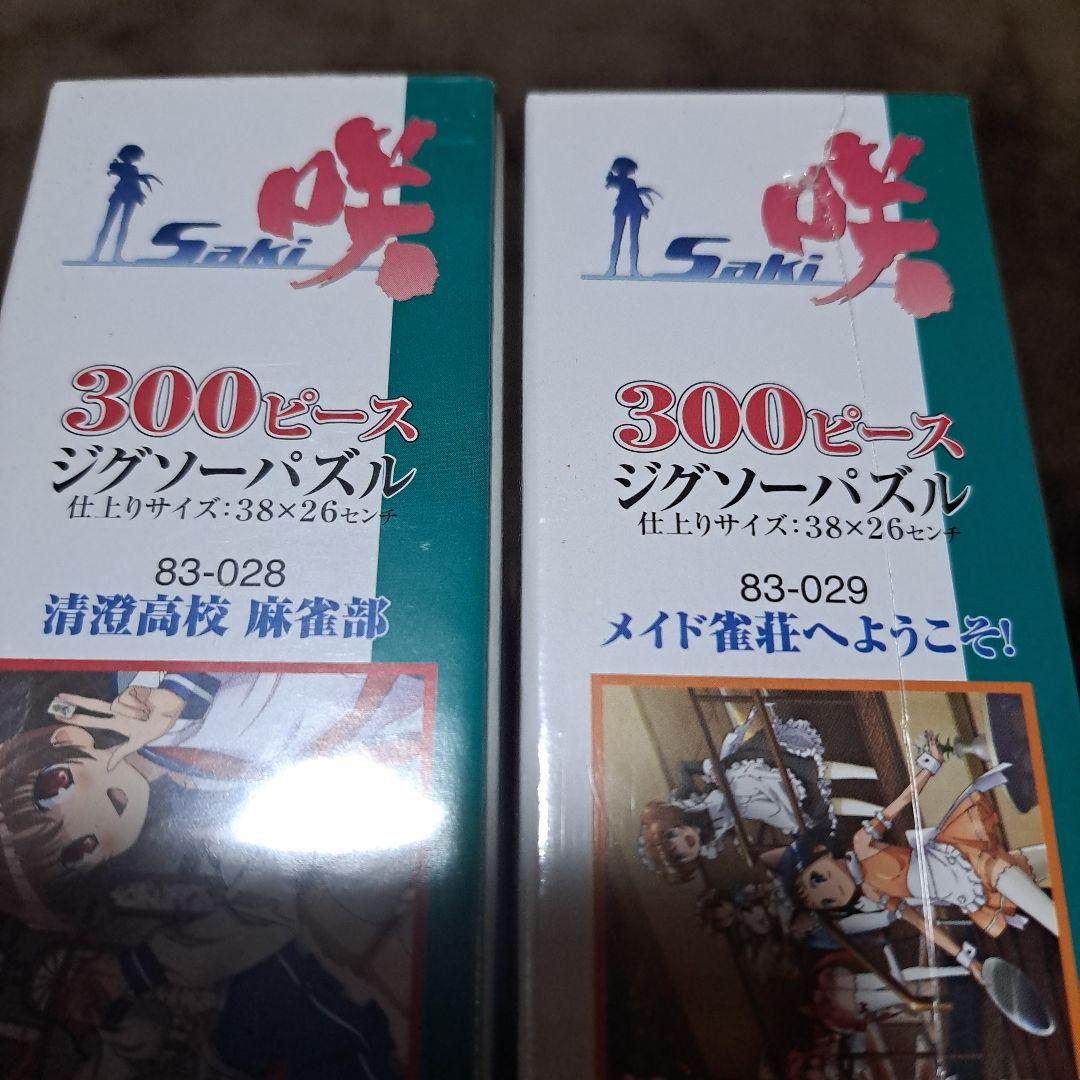 Saki 咲
300ピース
ジグソーパズル
仕上りサイズ:38×26センチ
83-028
清澄高校 麻雀部
Saki 咲
300ピース
ジグソーパズル
仕上りサイズ:38×26センチ
83-029
メイド雀荘へようこそ!